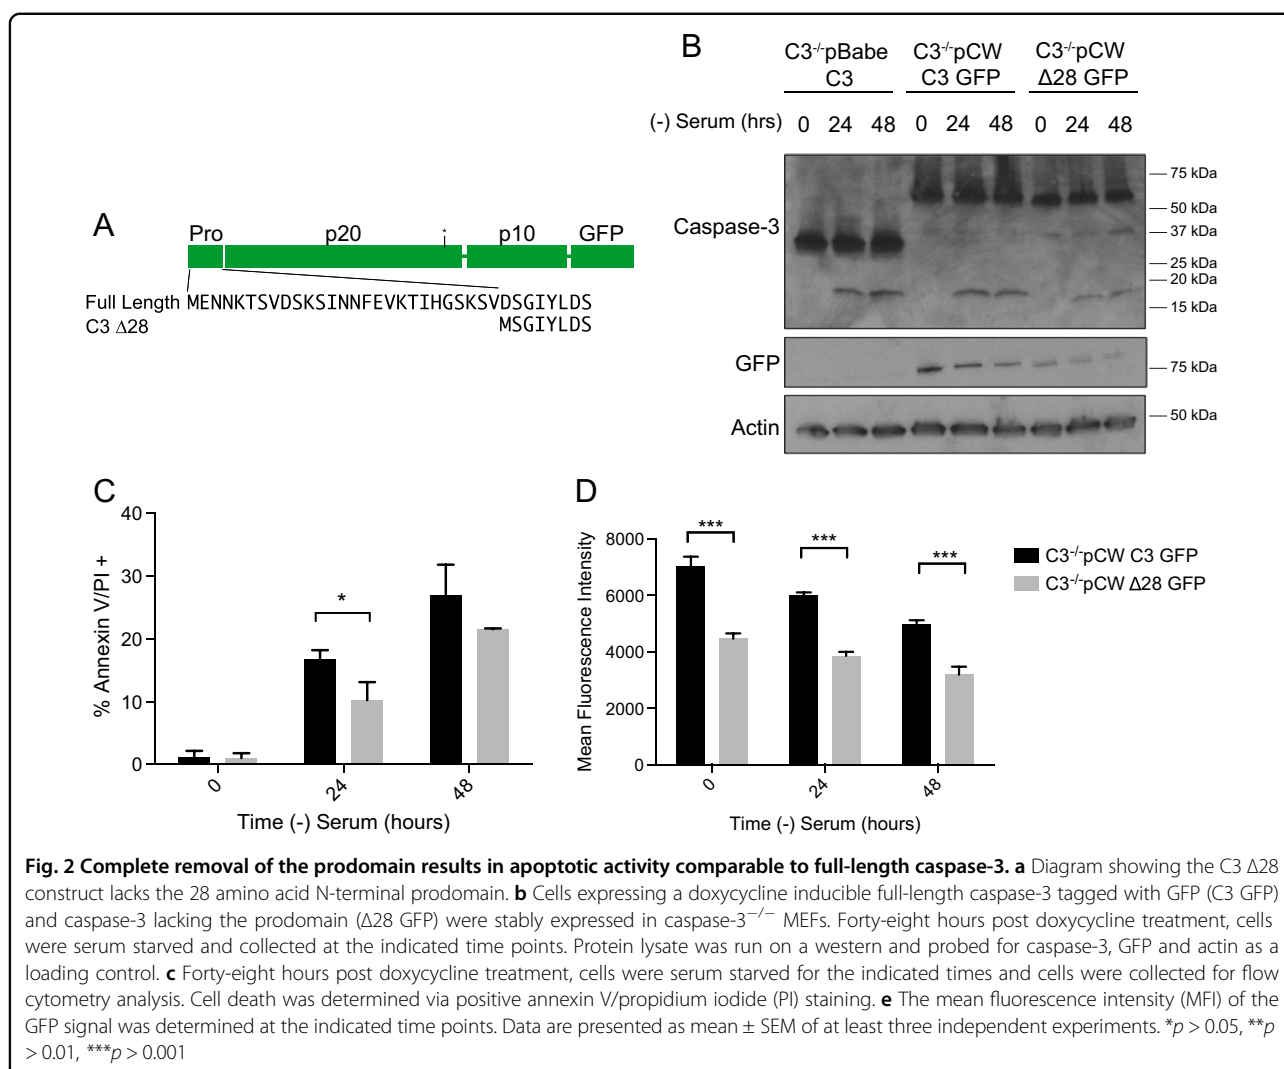 A
Pro p20 * p10 GFP
Full Length MENNKTSVDSKSINNFEVKTIHGSKSVDSGIYLDS
C3 Δ28 MSGIYLDS
B
C3-/-pBabe C3-/-pCW C3-/-pCW
C3 C3 GFP Δ28 GFP
(-) Serum (hrs) 0 24 48 0 24 48 0 24 48
Caspase-3
75 kDa
50 kDa
37 kDa
25 kDa
20 kDa
15 kDa
GFP 75 kDa
Actin 50 kDa
C
% Annexin V/PI +
40
30
20
10
0
*
0 24 48
Time (-) Serum (hours)
D
Mean Fluorescence Intensity
8000
6000
4000
2000
0
*** *** ***
0 24 48
Time (-) Serum (hours)
C3-/-pCW C3 GFP
C3-/-pCW Δ28 GFP
Fig. 2 Complete removal of the prodomain results in apoptotic activity comparable to full-length caspase-3. a Diagram showing the C3 Δ28
construct lacks the 28 amino acid N-terminal prodomain. b Cells expressing a doxycycline inducible full-length caspase-3 tagged with GFP (C3 GFP)
and caspase-3 lacking the prodomain (Δ28 GFP) were stably expressed in caspase-3−/− MEFs. Forty-eight hours post doxycycline treatment, cells
were serum starved and collected at the indicated time points. Protein lysate was run on a western and probed for caspase-3, GFP and actin as a
loading control. c Forty-eight hours post doxycycline treatment, cells were serum starved for the indicated times and cells were collected for flow
cytometry analysis. Cell death was determined via positive annexin V/propidium iodide (PI) staining. e The mean fluorescence intensity (MFI) of the
GFP signal was determined at the indicated time points. Data are presented as mean ± SEM of at least three independent experiments. *p > 0.05, **p
> 0.01, ***p > 0.001